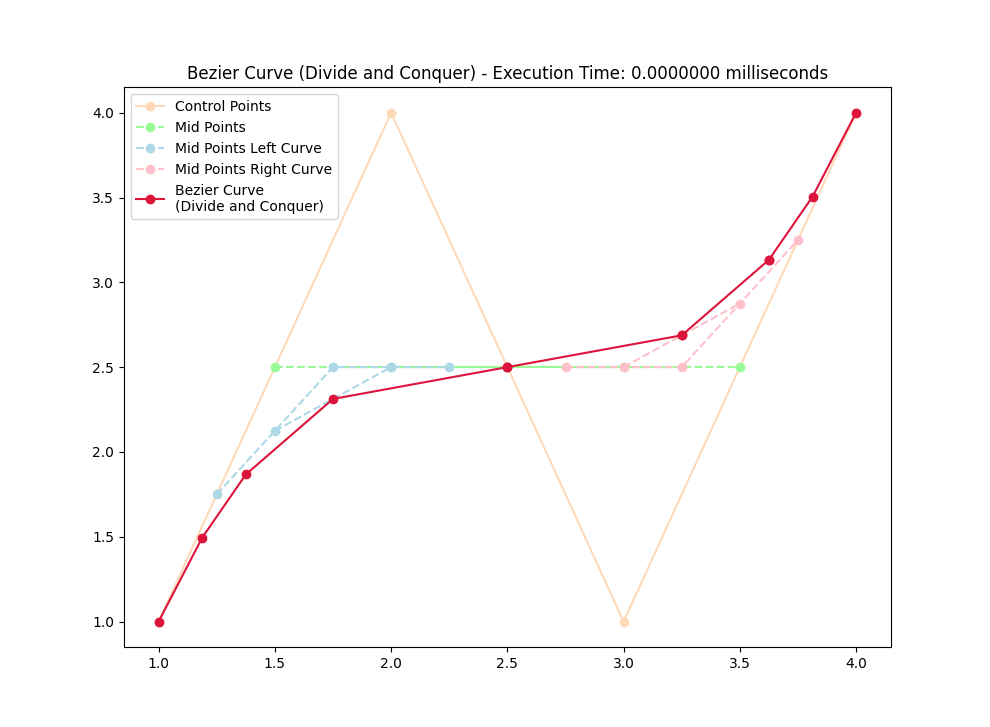 Bezier Curve (Divide and Conquer) - Execution Time: 0.0000000 milliseconds
Control Points
Mid Points
Mid Points Left Curve
Mid Points Right Curve
Bezier Curve
(Divide and Conquer)
4.0
3.5
3.0
2.5
2.0
1.5
1.0
1.0 1.5 2.0 2.5 3.0 3.5 4.0